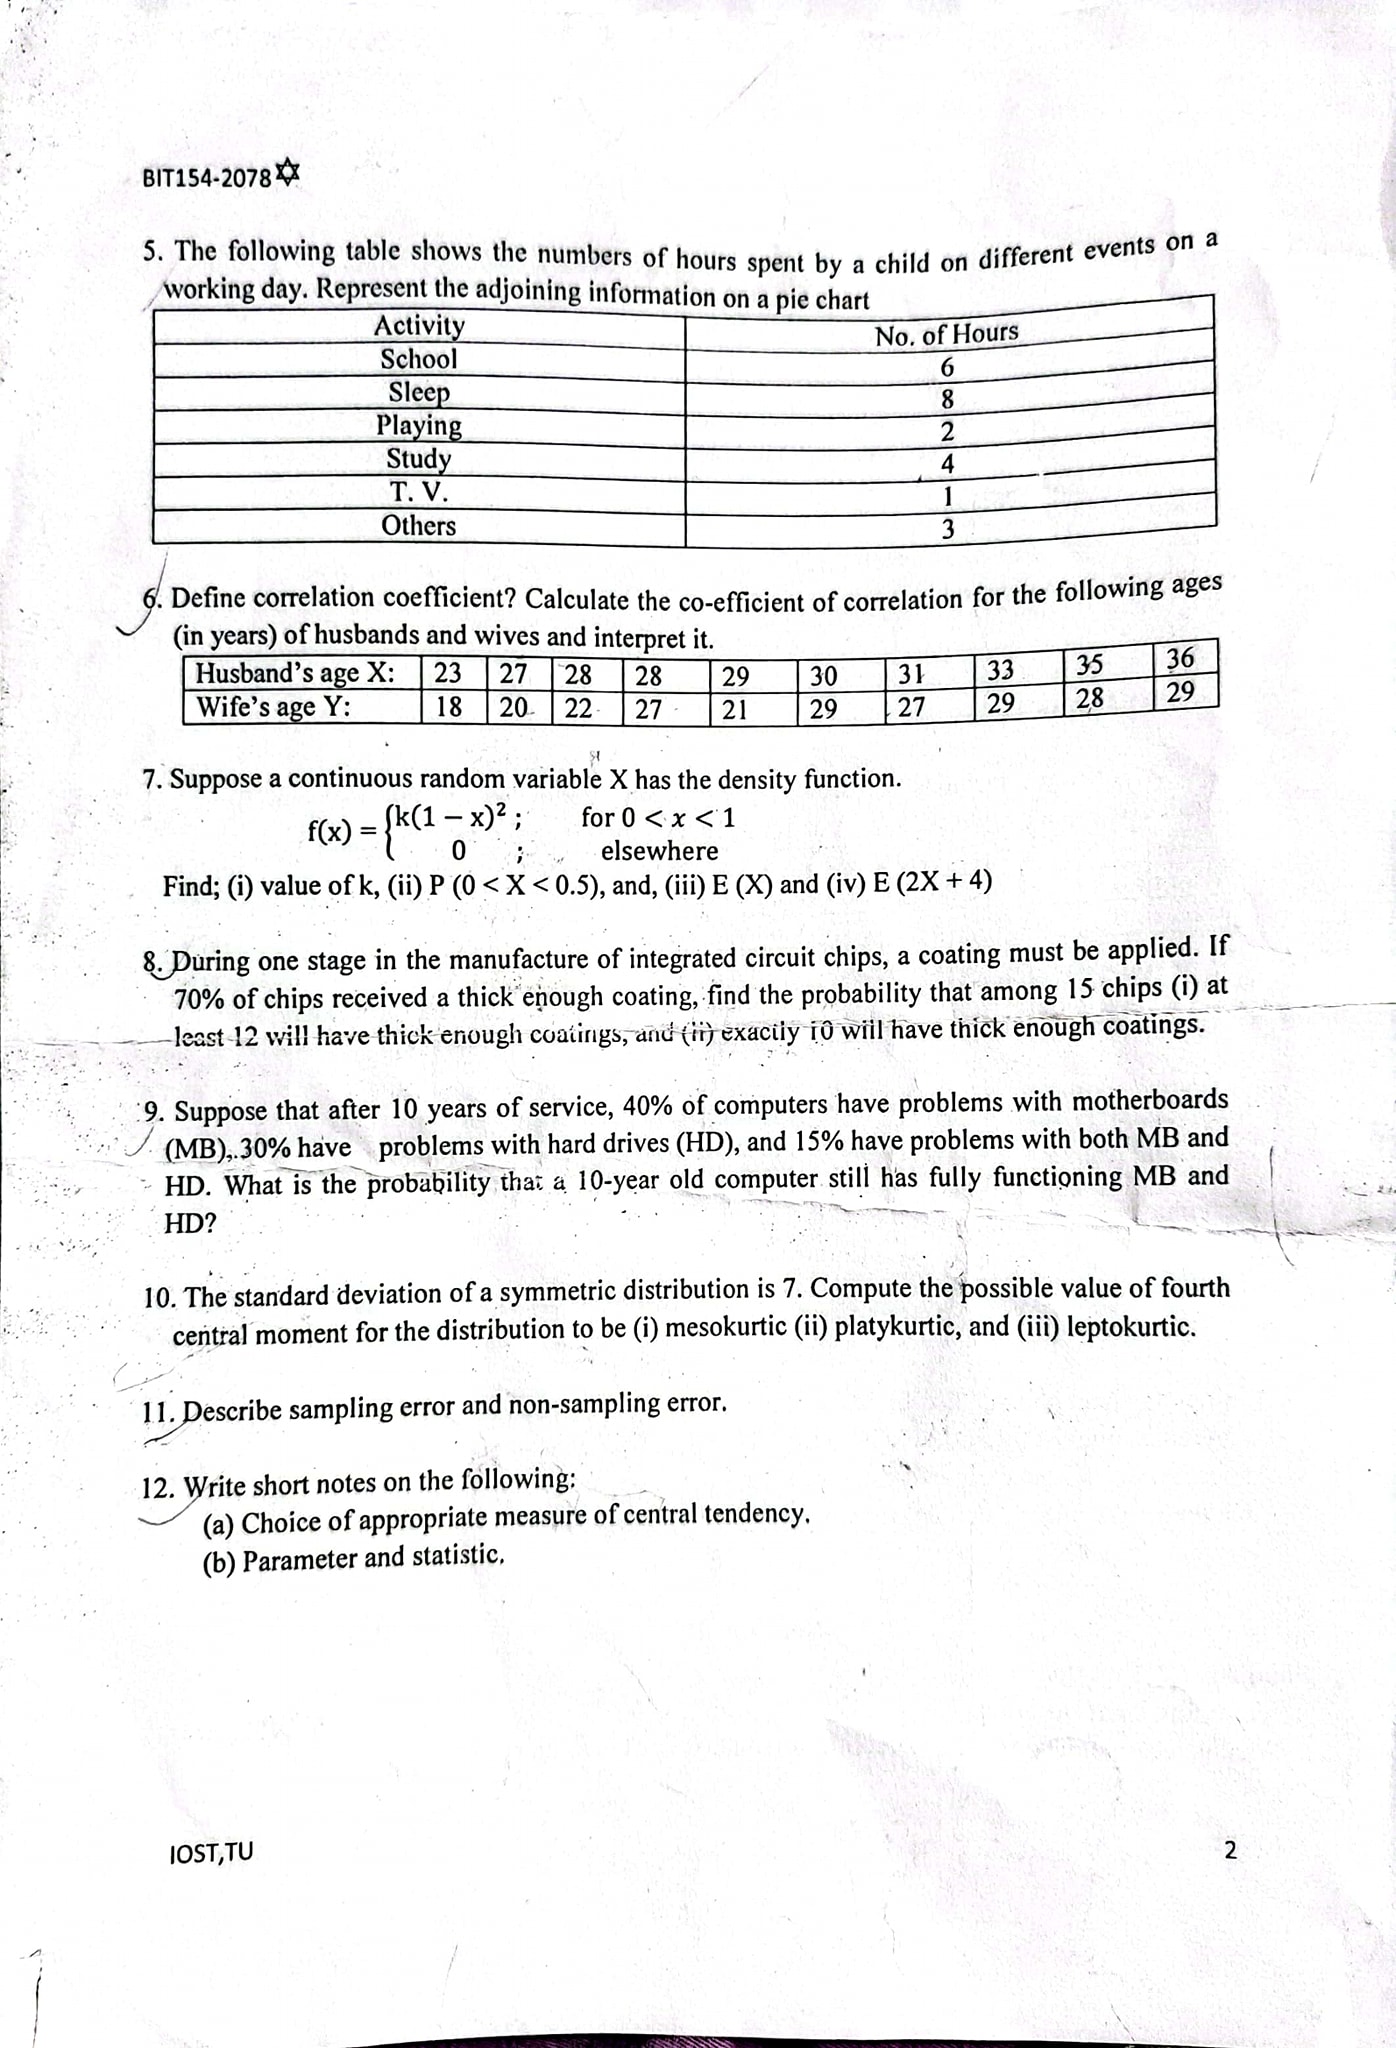 BIT154-2078✡
5. The following table shows the numbers of hours spent by a child on different events on a
working day. Represent the adjoining information on a pie chart
Activity No. of Hours
School 6
Sleep 8
Playing 2
Study 4
T. V. 1
Others 3
6. Define correlation coefficient? Calculate the co-efficient of correlation for the following ages
(in years) of husbands and wives and interpret it.
Husband's age X: 23 27 28 28 29 30 31 33 35 36
Wife's age Y: 18 20 22 27 21 29 27 29 28 29
7. Suppose a continuous random variable X has the density function.
f(x) = {k(1 − x)² ; for 0 < x < 1
0 ; elsewhere
Find; (i) value of k, (ii) P (0 < X < 0.5), and, (iii) E (X) and (iv) E (2X + 4)
8. During one stage in the manufacture of integrated circuit chips, a coating must be applied. If
70% of chips received a thick enough coating, find the probability that among 15 chips (i) at
least 12 will have thick enough coatings, and (ii) exactly 10 will have thick enough coatings.
9. Suppose that after 10 years of service, 40% of computers have problems with motherboards
(MB), 30% have problems with hard drives (HD), and 15% have problems with both MB and
HD. What is the probability that a 10-year old computer still has fully functioning MB and
HD?
10. The standard deviation of a symmetric distribution is 7. Compute the possible value of fourth
central moment for the distribution to be (i) mesokurtic (ii) platykurtic, and (iii) leptokurtic.
11. Describe sampling error and non-sampling error.
12. Write short notes on the following:
(a) Choice of appropriate measure of central tendency.
(b) Parameter and statistic.
IOST,TU 2